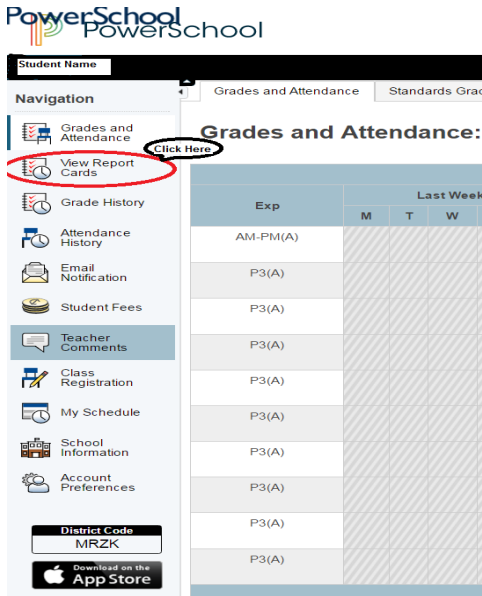 PowerSchool
PowerSchool
Student Name
Navigation
Grades and Attendance
Standards Grad
Grades and
Attendance
Grades and Attendance:
Click Here
View Report
Cards
Grade History
Exp
Last Week
M
T
W
Attendance
History
AM-PM(A)
Email
Notification
P3(A)
Student Fees
P3(A)
Teacher
Comments
P3(A)
Class
Registration
P3(A)
My Schedule
P3(A)
School
Information
P3(A)
Account
Preferences
P3(A)
District Code
MRZK
P3(A)
Download on the
App Store
P3(A)